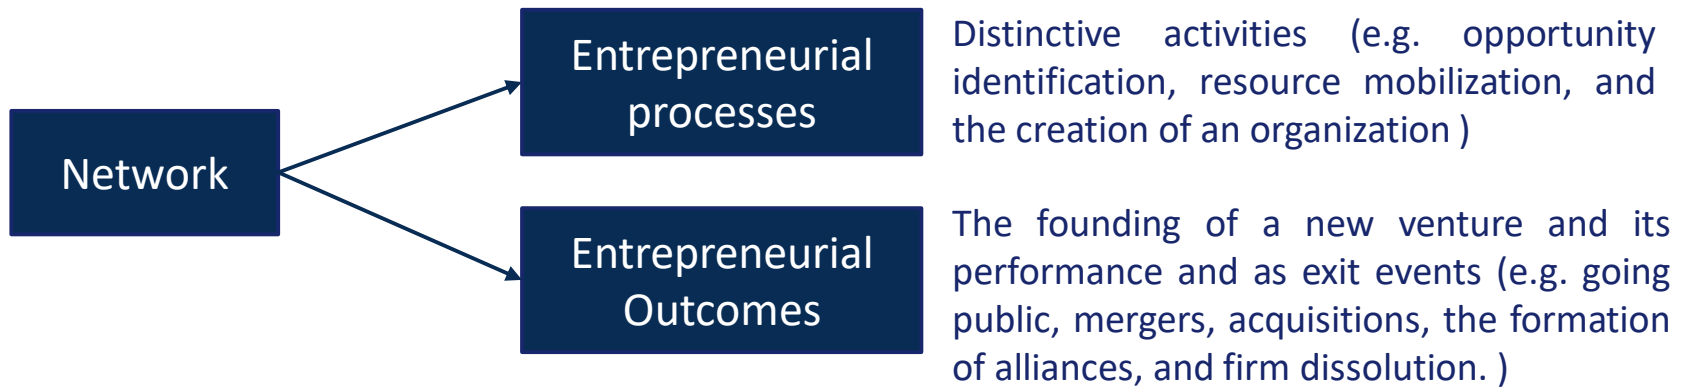 Network
Entrepreneurial
processes
Distinctive activities (e.g. opportunity
identification, resource mobilization, and
the creation of an organization )
Entrepreneurial
Outcomes
The founding of a new venture and its
performance and as exit events (e.g. going
public, mergers, acquisitions, the formation
of alliances, and firm dissolution. )